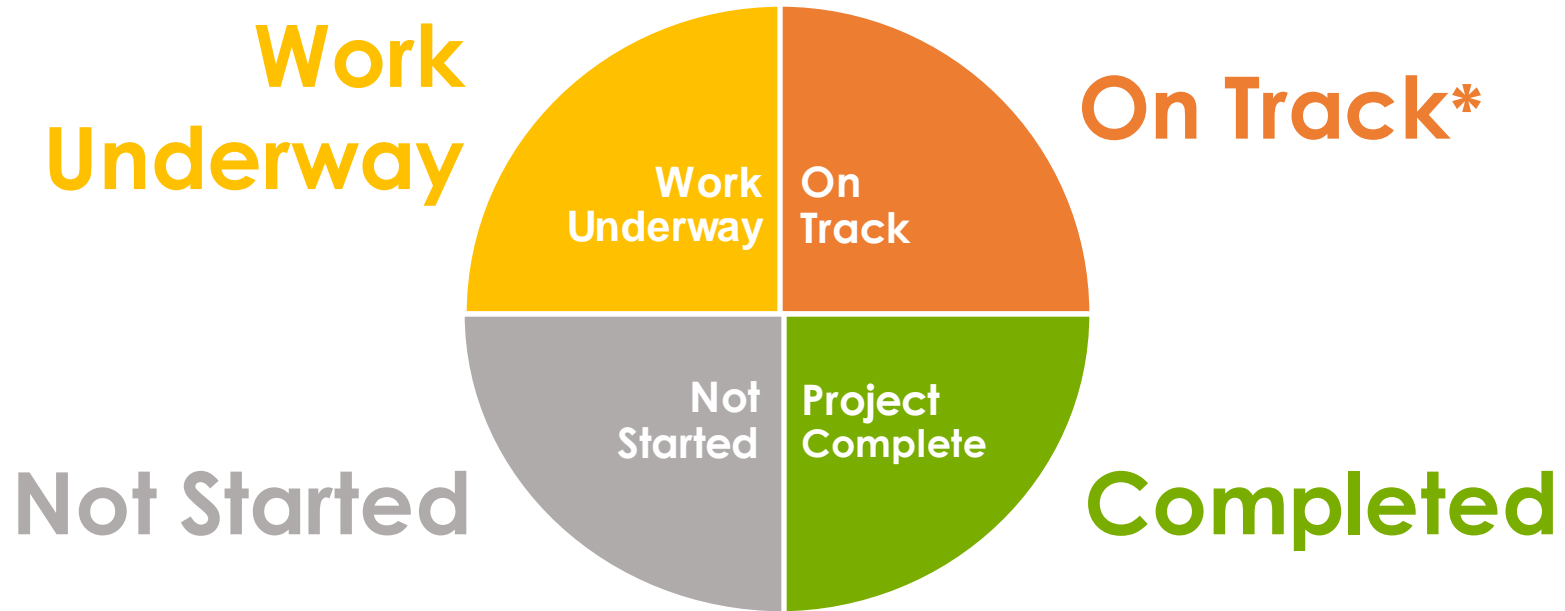 Work
Underway
On Track*
Work
Underway
On
Track
Not
Started
Project
Complete
Not Started
Completed